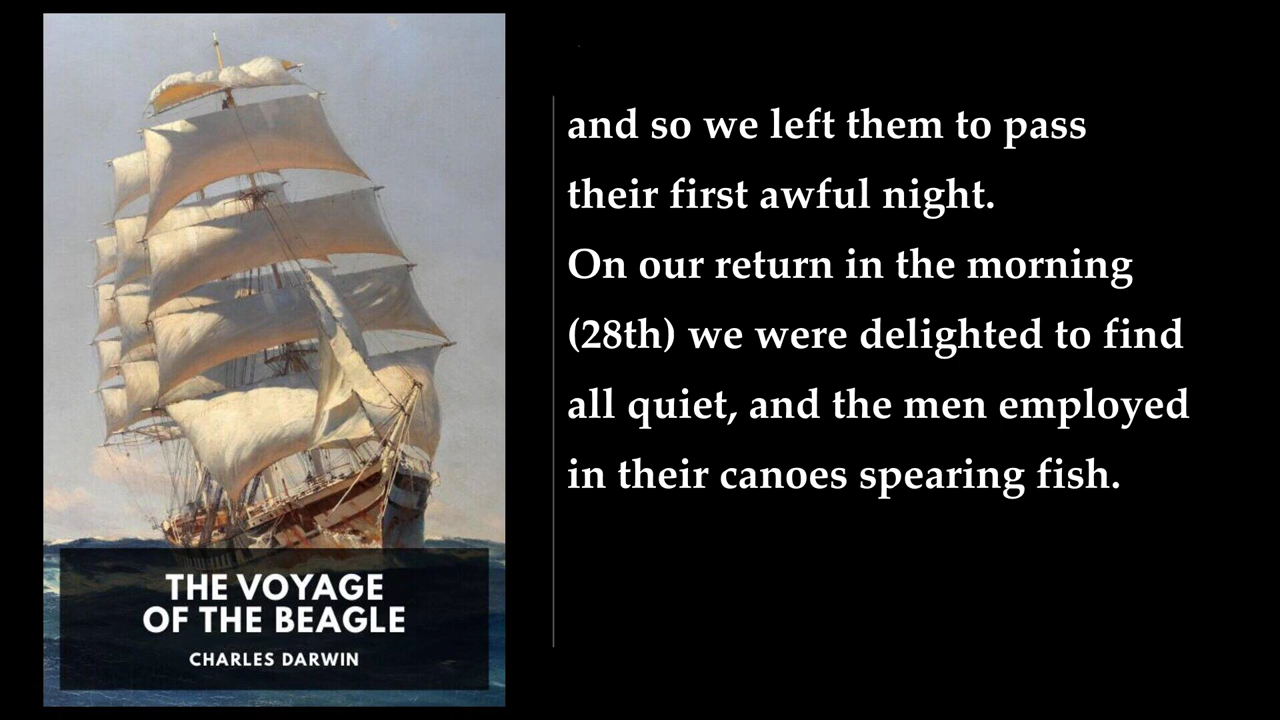 THE VOYAGE
OF THE BEAGLE
CHARLES DARWIN
and so we left them to pass
their first awful night.
On our return in the morning
(28th) we were delighted to find
all quiet, and the men employed
in their canoes spearing fish.